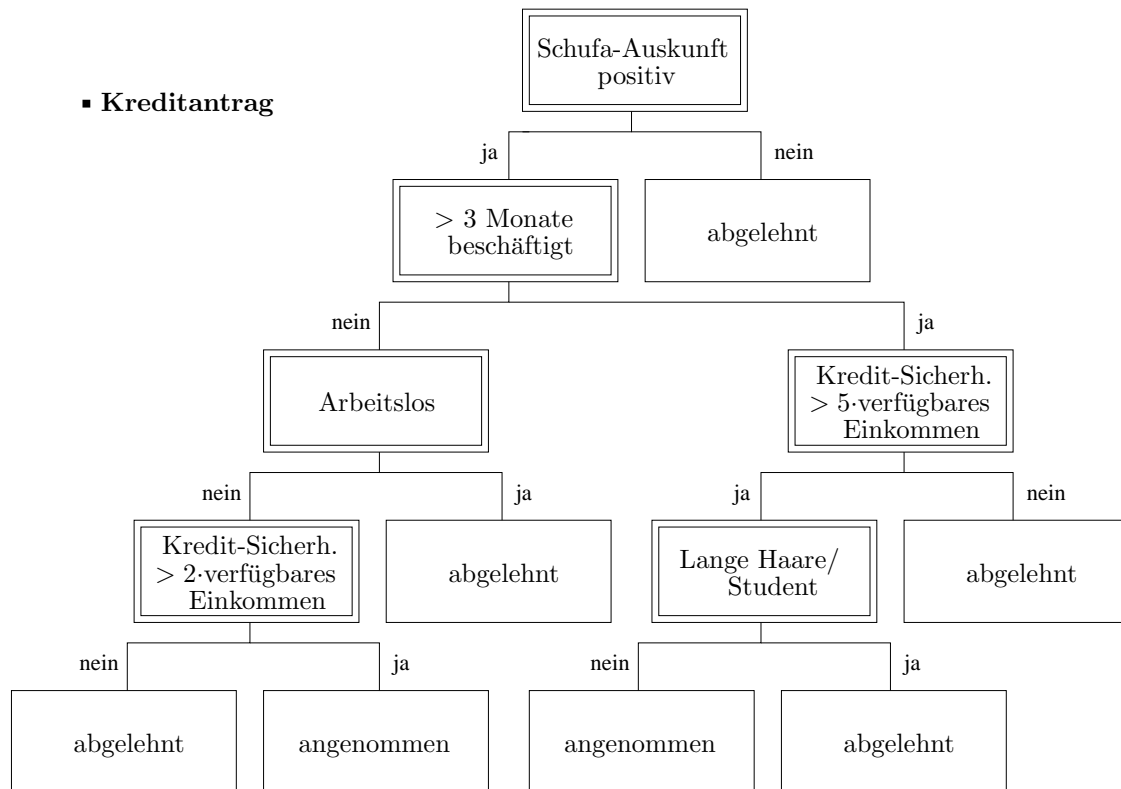 Schufa-Auskunft
positiv
▪ Kreditantrag
ja
nein
> 3 Monate
beschäftigt
abgelehnt
nein
ja
Arbeitslos
Kredit-Sicherh.
> 5·verfügbares
Einkommen
nein
ja
ja
nein
Kredit-Sicherh.
> 2·verfügbares
Einkommen
abgelehnt
Lange Haare/
Student
abgelehnt
nein
ja
nein
ja
abgelehnt
angenommen
angenommen
abgelehnt